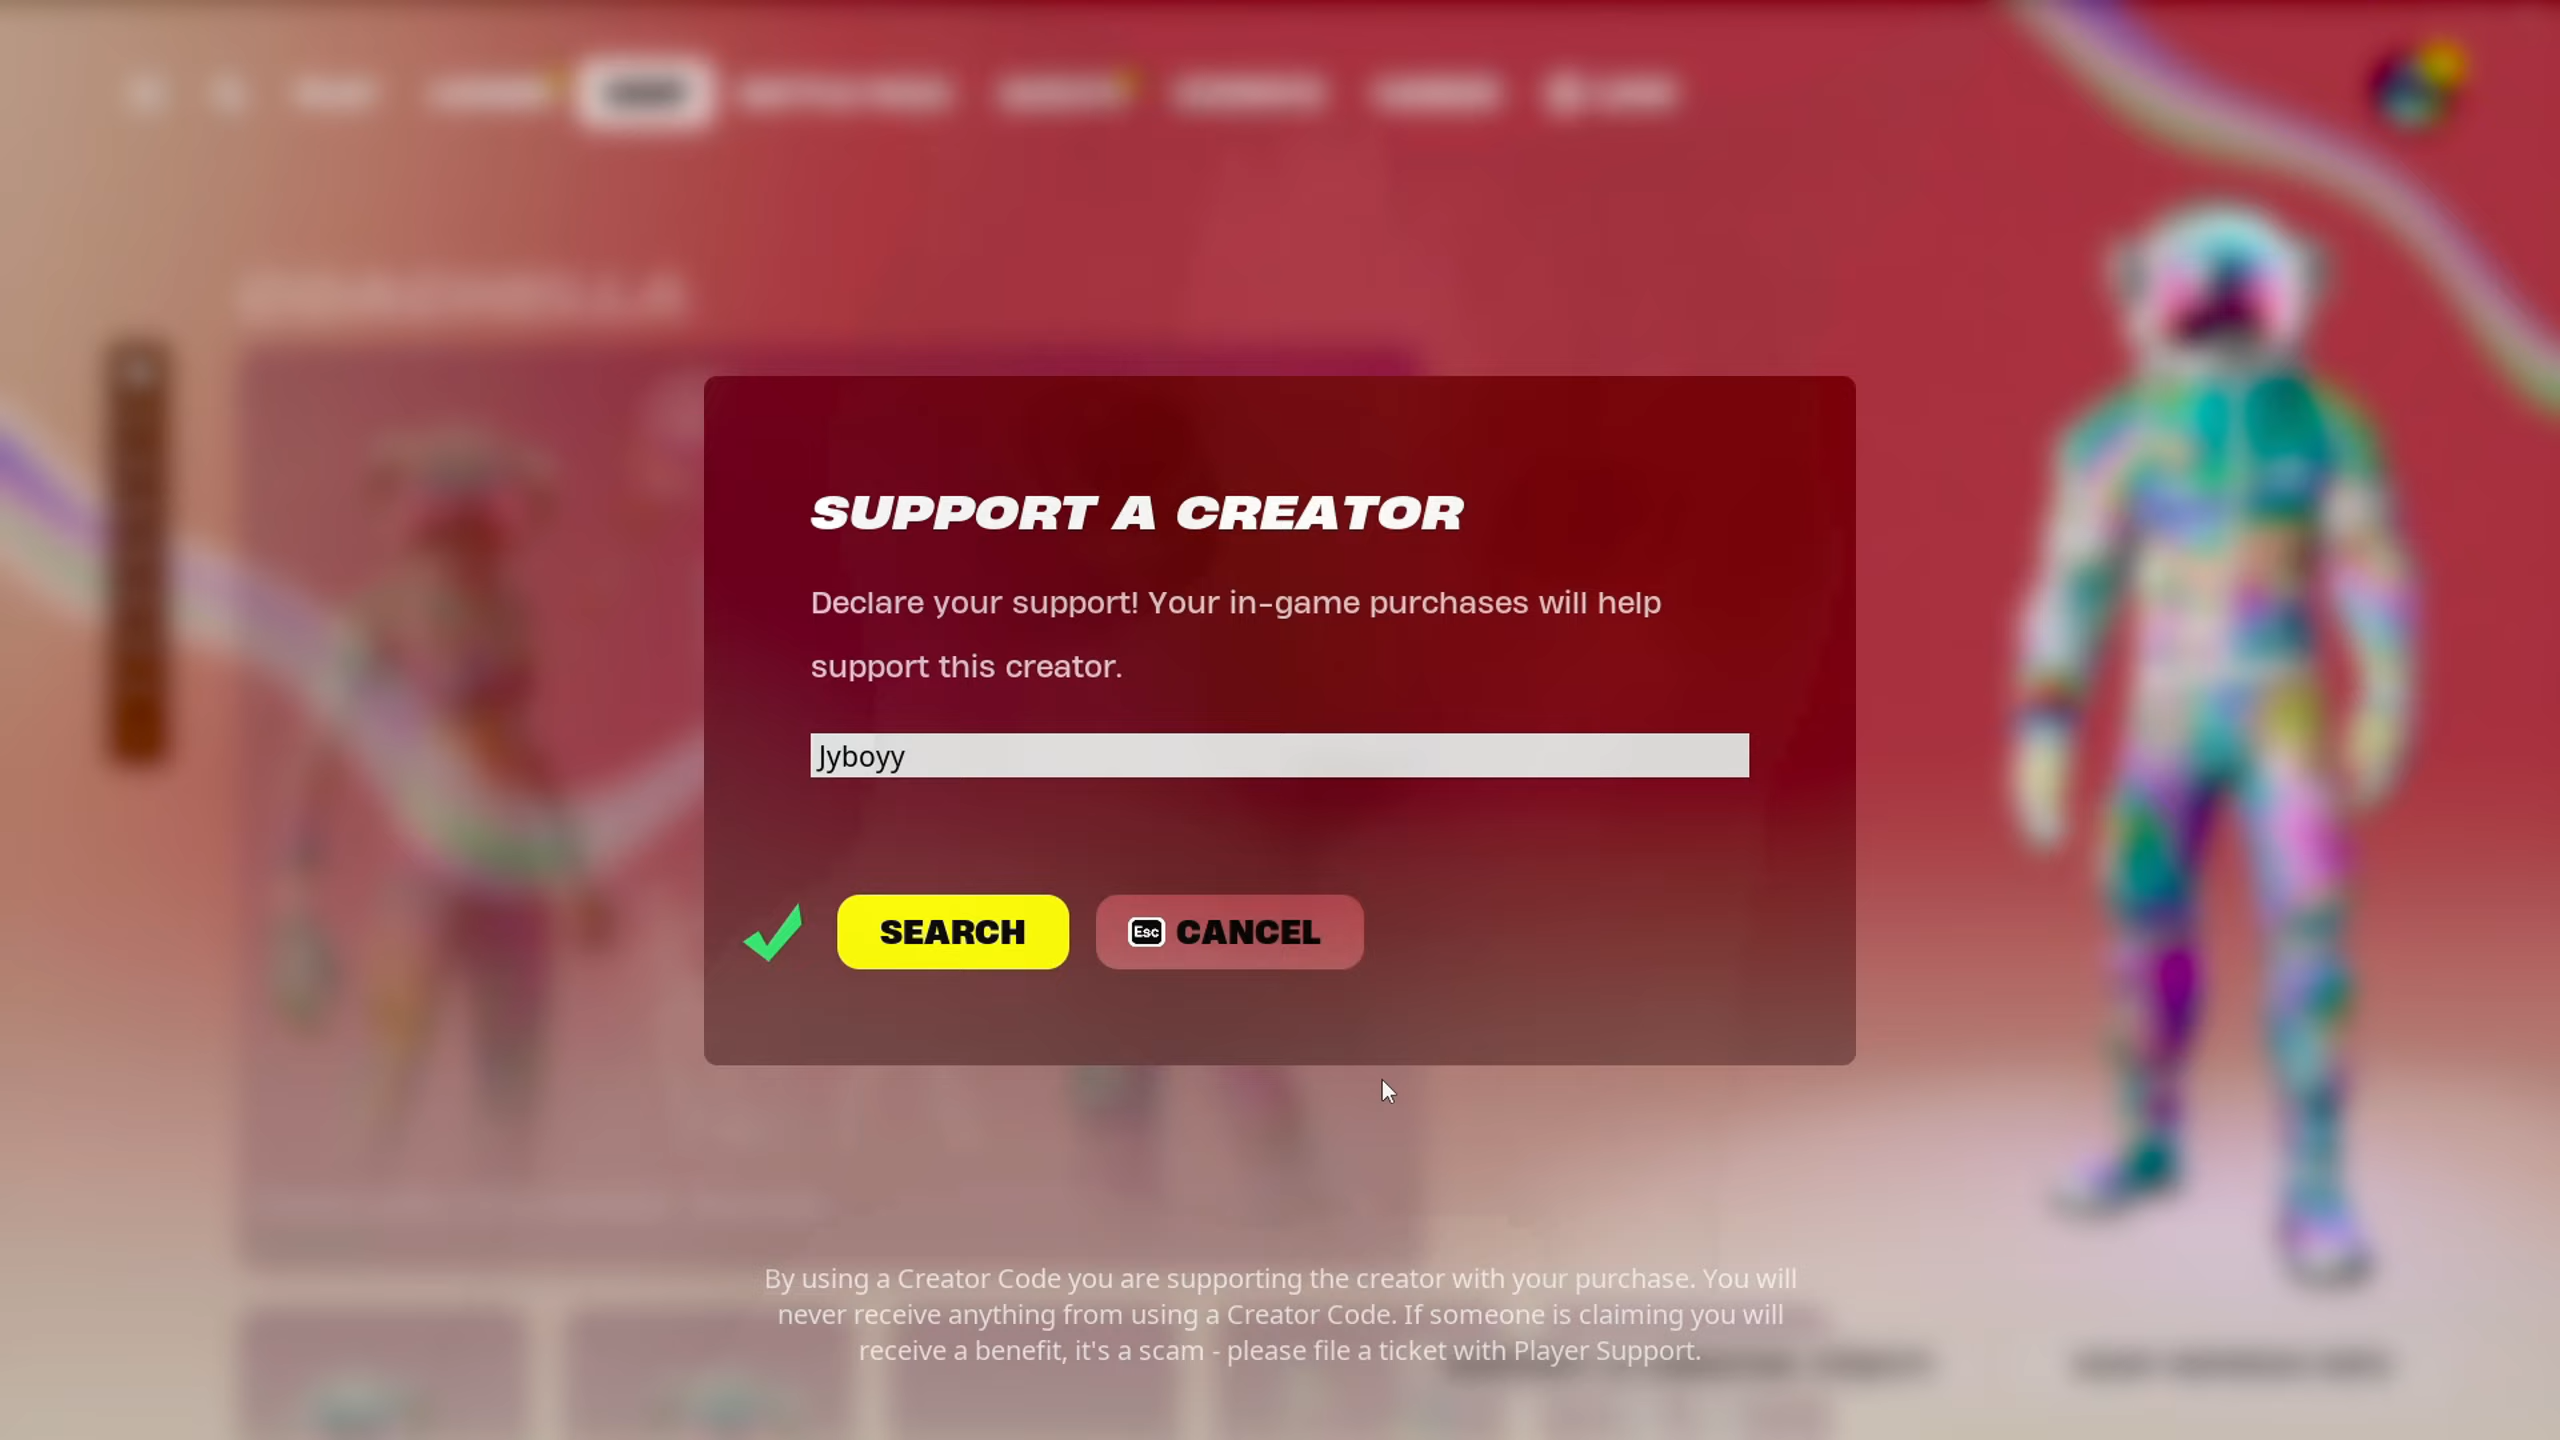 SUPPORT A CREATOR
Declare your support! Your in-game purchases will help
support this creator.
Jyboyy
SEARCH
Esc CANCEL
By using a Creator Code you are supporting the creator with your purchase. You will
never receive anything from using a Creator Code. If someone is claiming you will
receive a benefit, it's a scam - please file a ticket with Player Support.